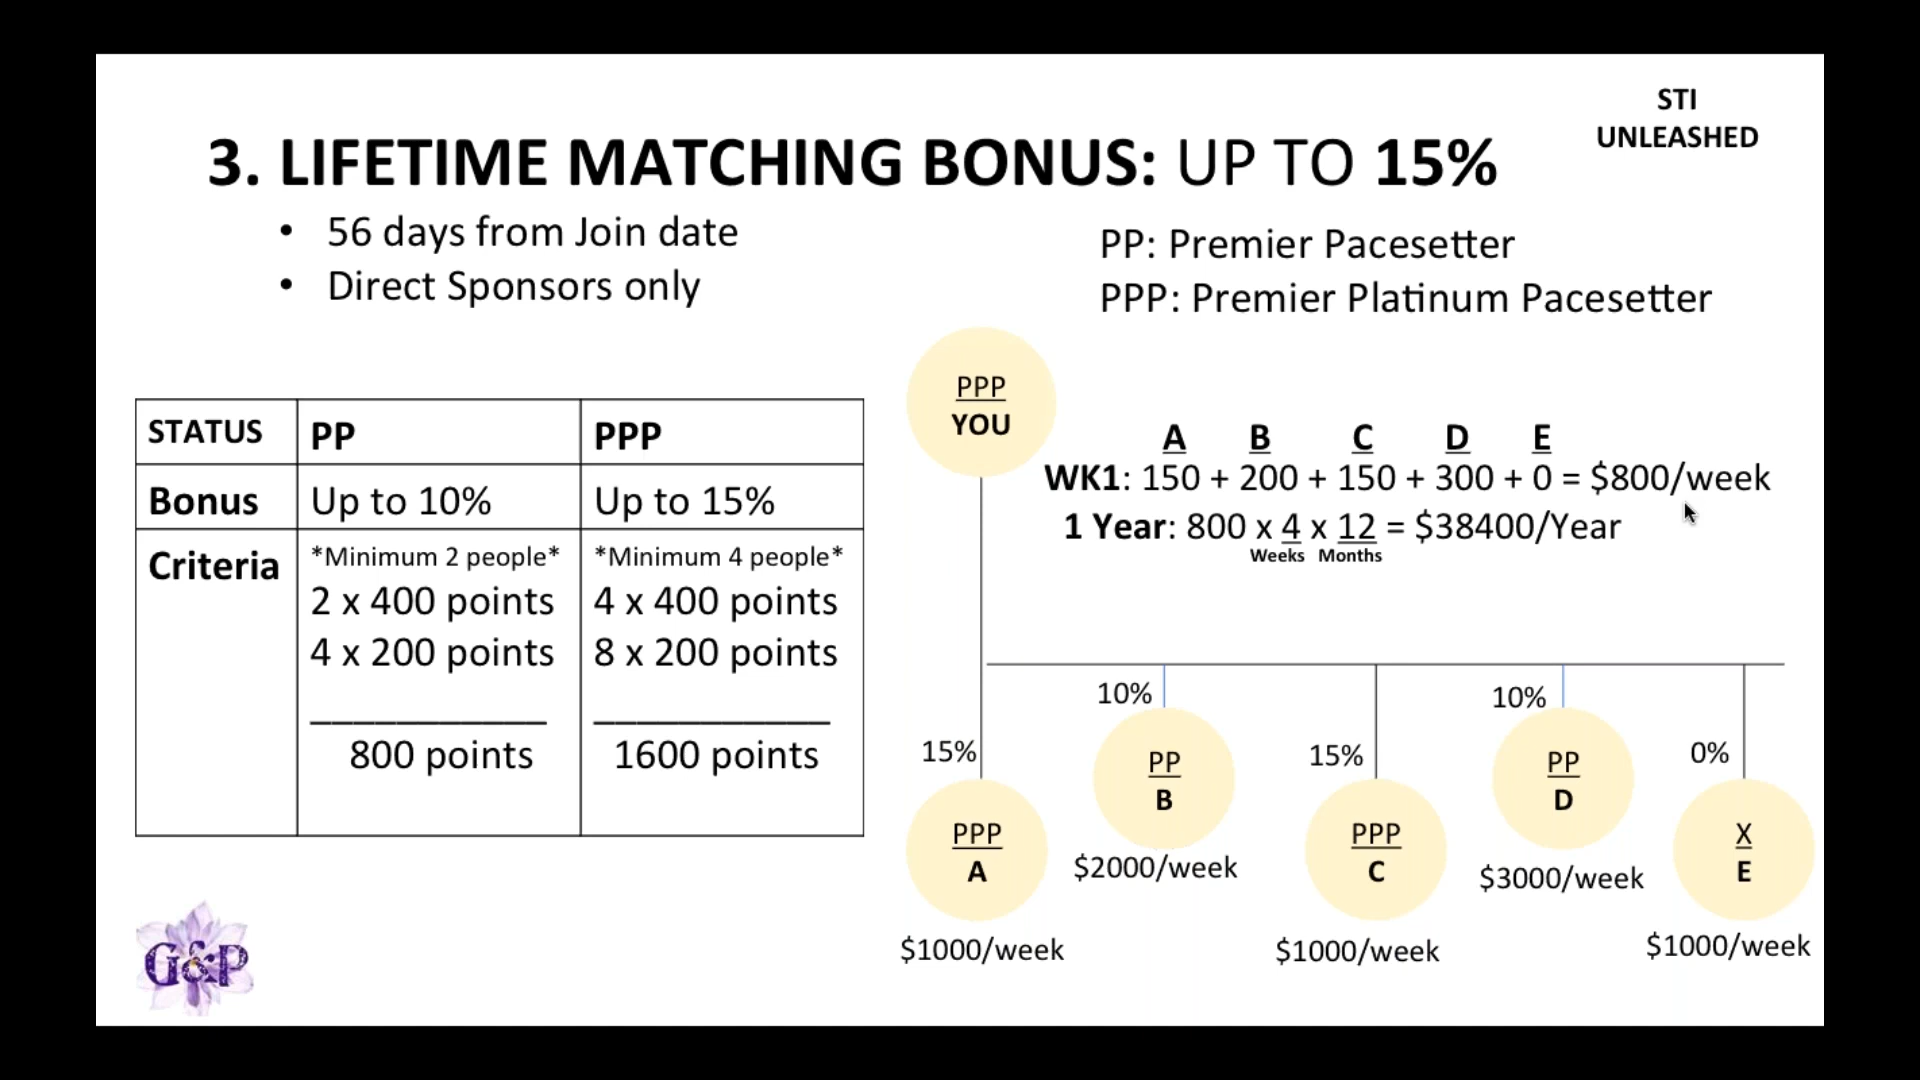 STI
UNLEASHED
3. LIFETIME MATCHING BONUS: UP TO 15%
• 56 days from Join date
• Direct Sponsors only
PP: Premier Pacesetter
PPP: Premier Platinum Pacesetter
STATUS PP PPP
Bonus Up to 10% Up to 15%
Criteria *Minimum 2 people* *Minimum 4 people*
2 x 400 points 4 x 400 points
4 x 200 points 8 x 200 points
800 points 1600 points
PPP
YOU
A B C D E
WK1: 150 + 200 + 150 + 300 + 0 = $800/week
1 Year: 800 x 4 x 12 = $38400/Year
Weeks Months
15% 10% 15% 10% 0%
PPP
A
$1000/week
PP
B
$2000/week
PPP
C
$1000/week
PP
D
$3000/week
X
E
$1000/week
G&P